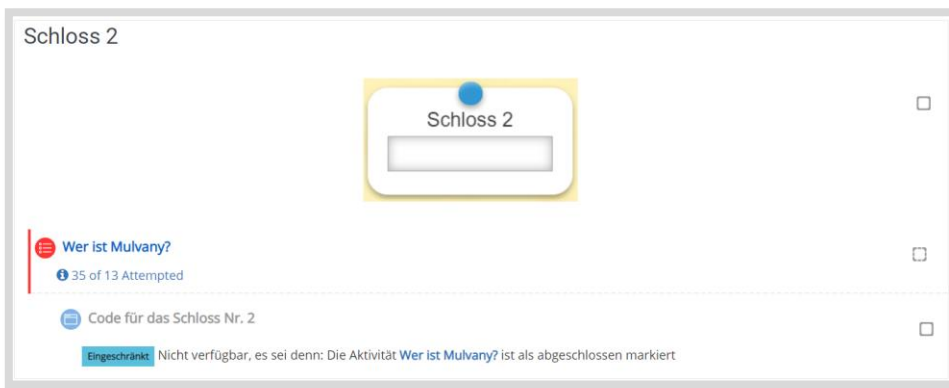 Schloss 2
Schloss 2
Wer ist Mulvany?
35 of 13 Attempted
Code für das Schloss Nr. 2
Eingeschränkt Nicht verfügbar, es sei denn: Die Aktivität Wer ist Mulvany? ist als abgeschlossen markiert